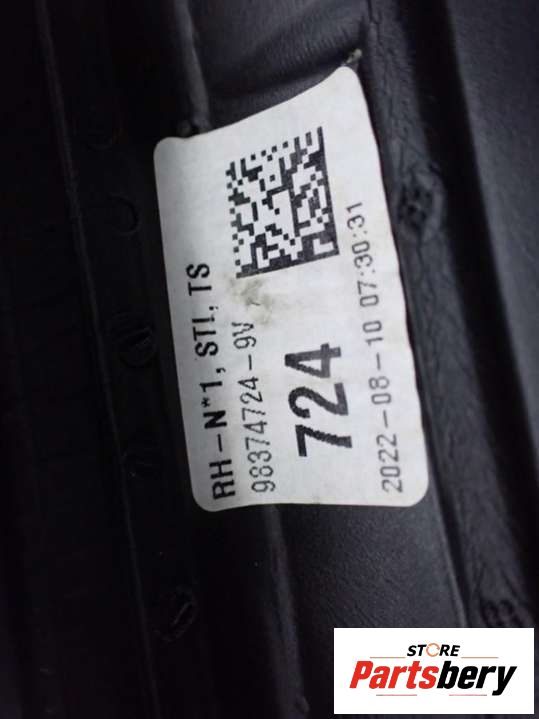 RH-N*1, STI, TS
98374724-9V
724
2022-08-10 07:30:31
STORE
Partsbery